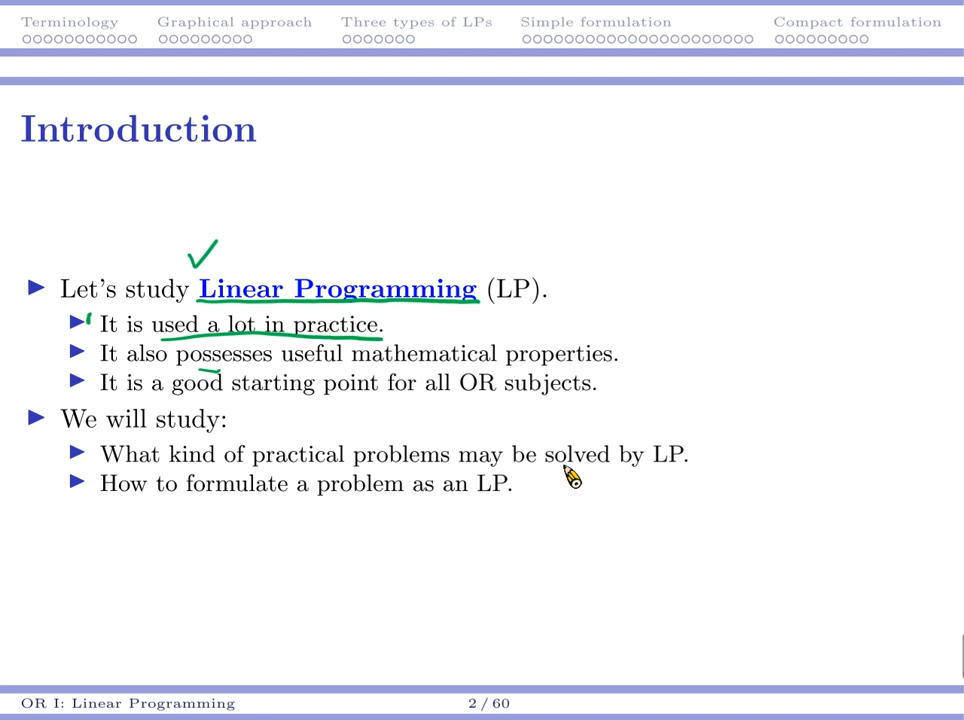 Terminology Graphical approach Three types of LPs Simple formulation Compact formulation
Introduction
Let's study Linear Programming (LP).
It is used a lot in practice.
It also possesses useful mathematical properties.
It is a good starting point for all OR subjects.
We will study:
What kind of practical problems may be solved by LP.
How to formulate a problem as an LP.
OR I: Linear Programming 2 / 60